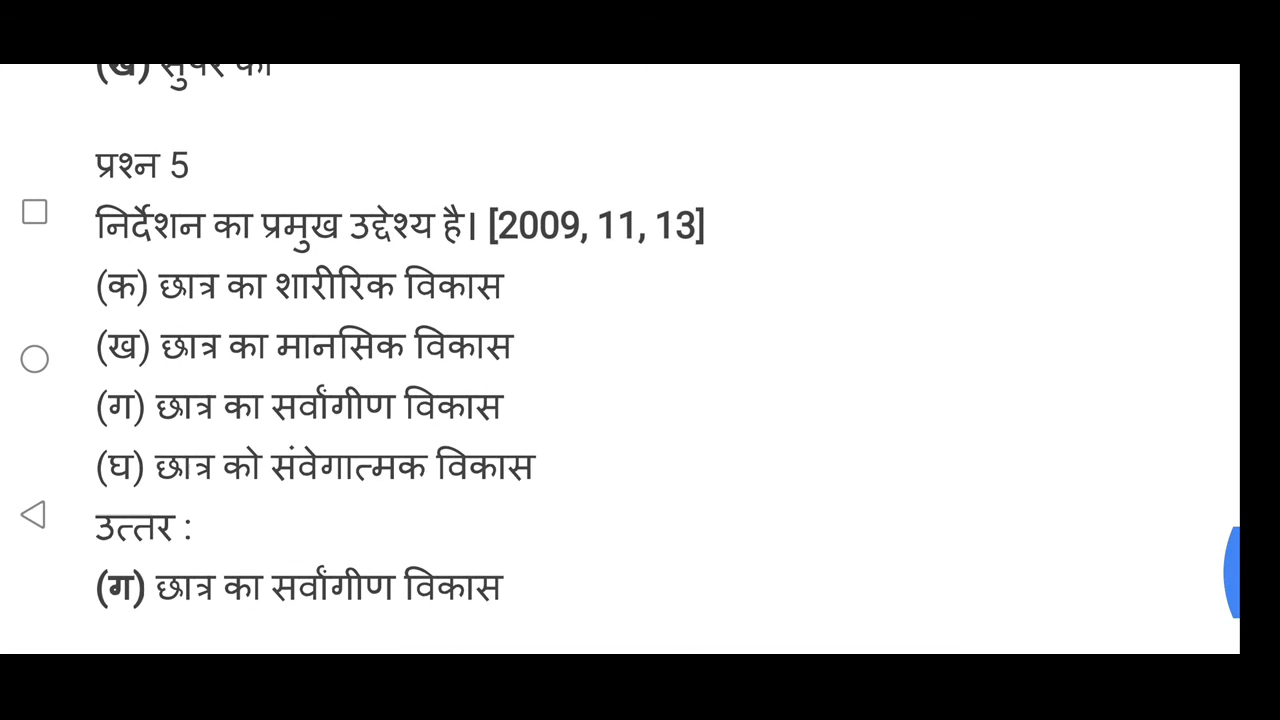 प्रश्न 5
निर्देशन का प्रमुख उद्देश्य है। [2009, 11, 13]
(क) छात्र का शारीरिक विकास
(ख) छात्र का मानसिक विकास
(ग) छात्र का सर्वांगीण विकास
(घ) छात्र को संवेगात्मक विकास
उत्तर :
(ग) छात्र का सर्वांगीण विकास